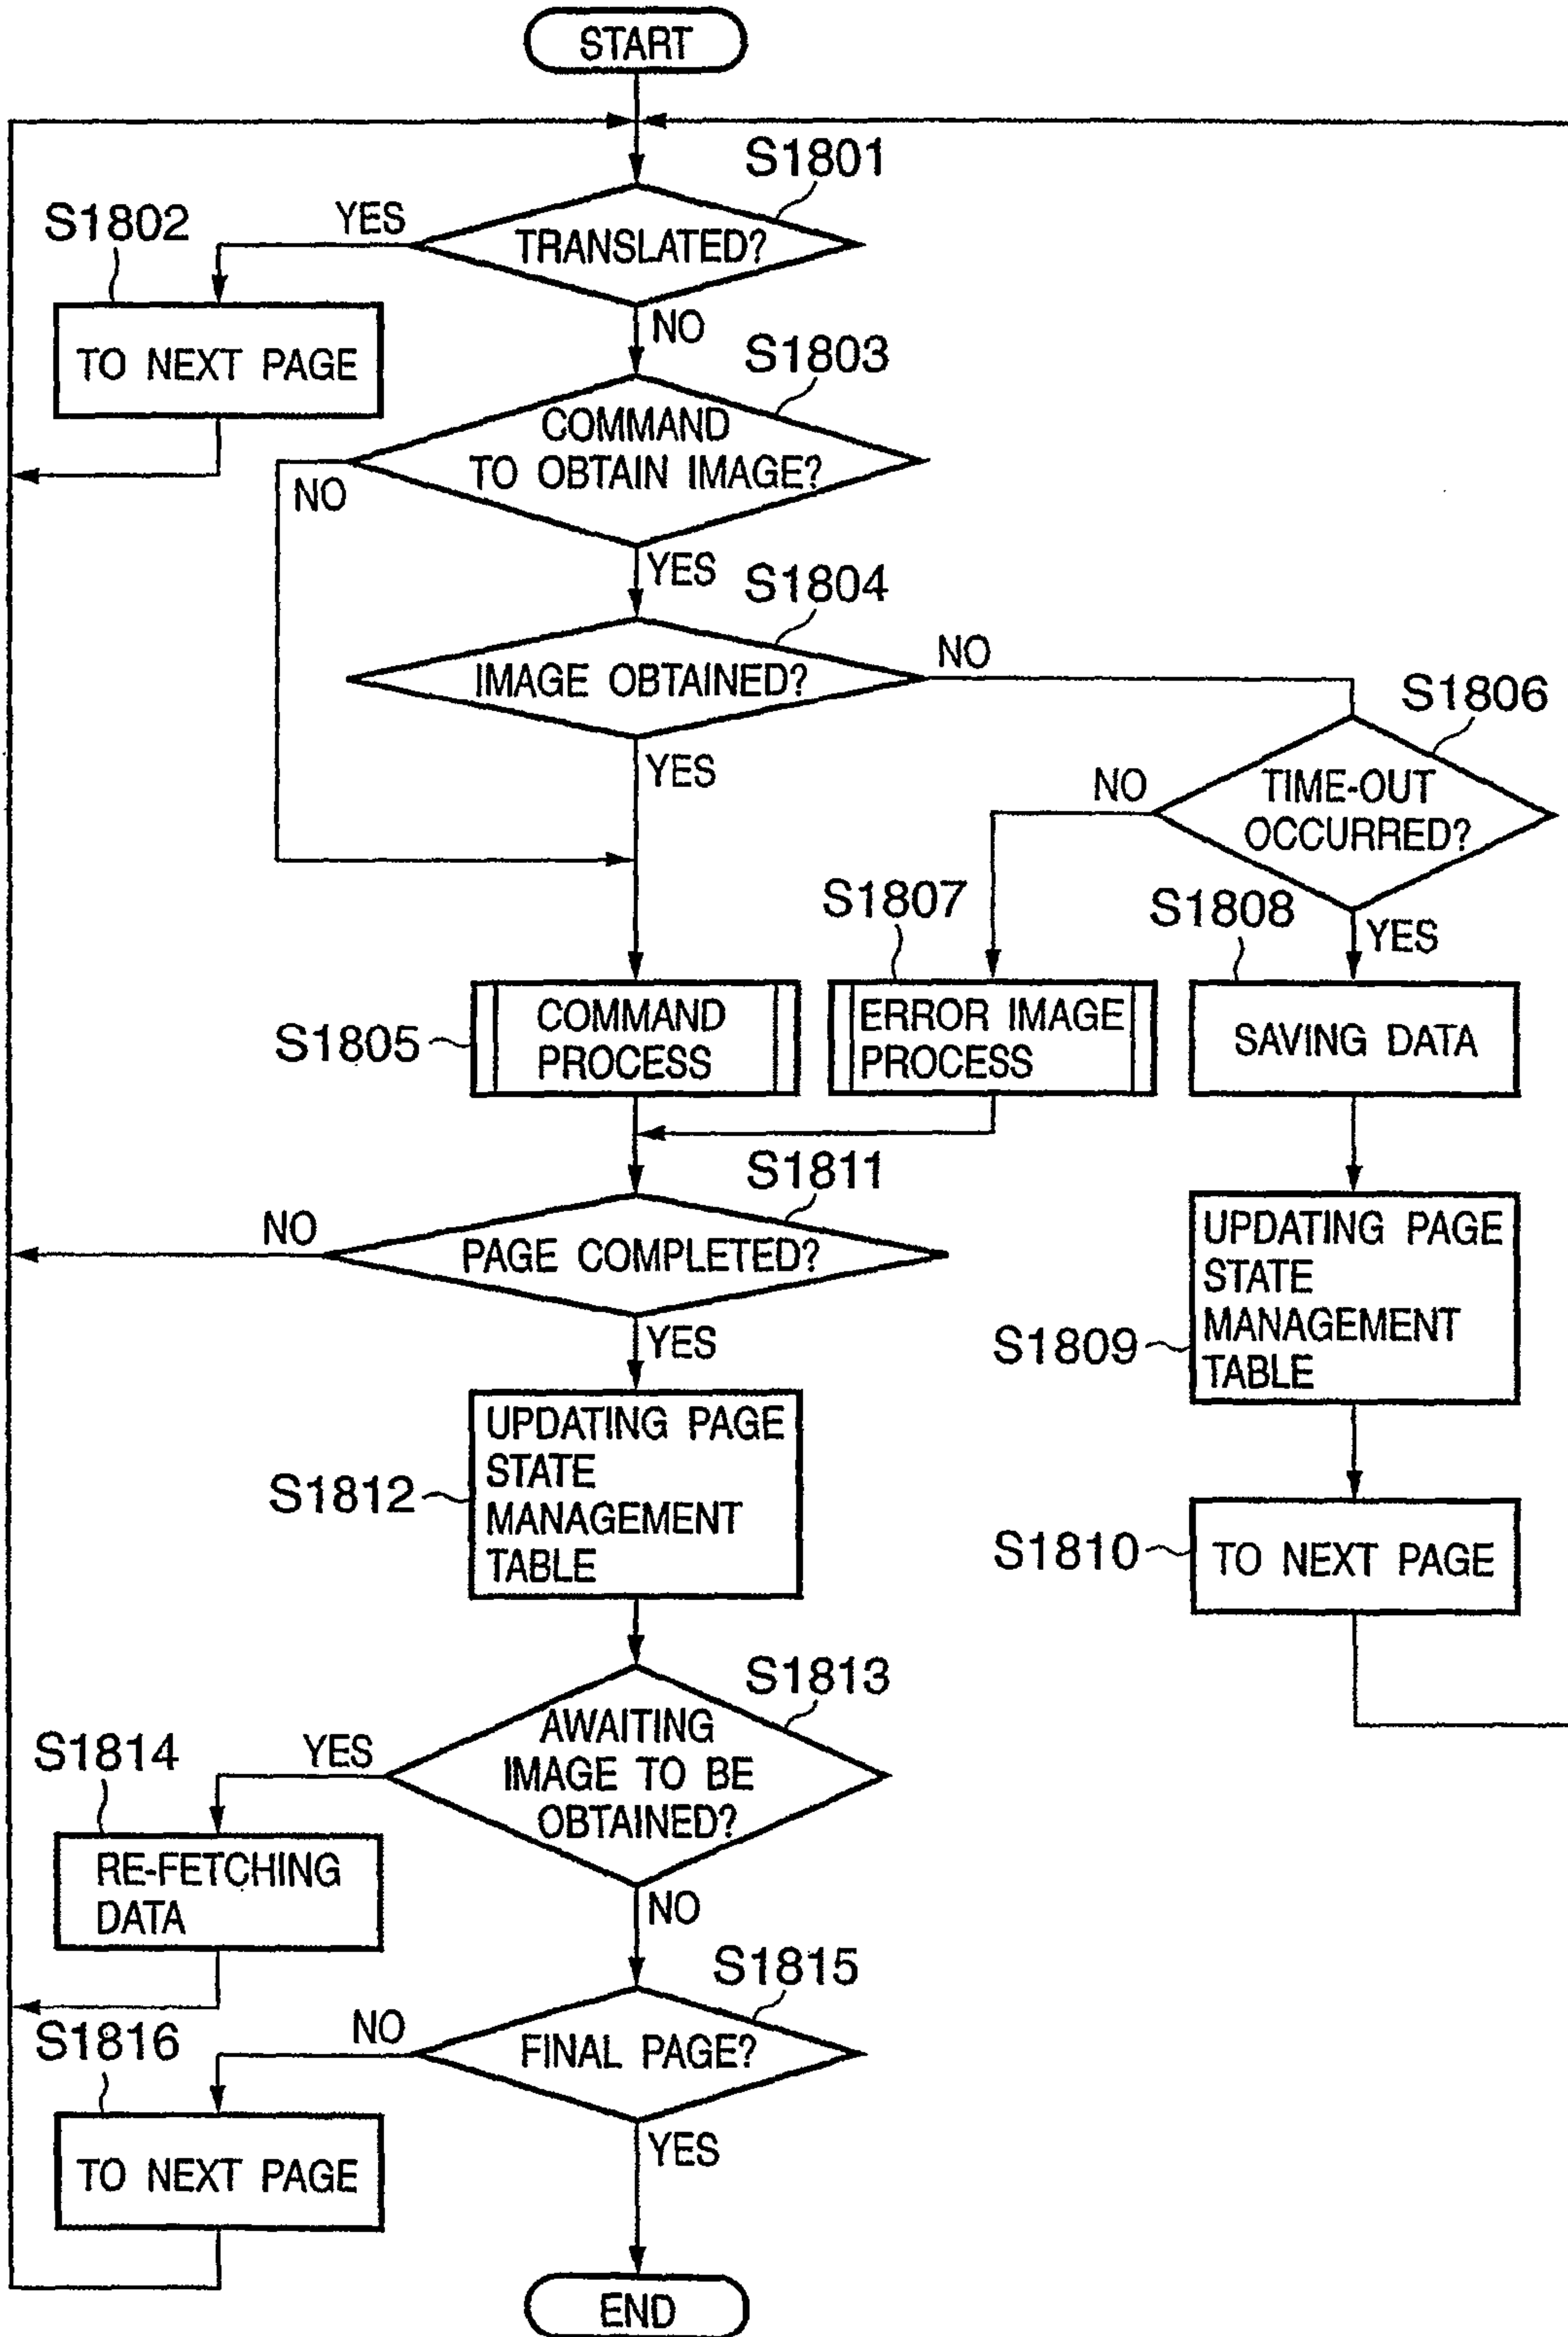 START
S1801
YES
TRANSLATED?
S1802
TO NEXT PAGE
NO
S1803
COMMAND
TO OBTAIN IMAGE?
NO
YES
S1804
IMAGE OBTAINED?
NO
YES
S1806
TIME-OUT
OCCURRED?
NO
YES
S1807
S1808
S1805
COMMAND
PROCESS
ERROR IMAGE
PROCESS
SAVING DATA
S1811
NO
PAGE COMPLETED?
YES
S1809
UPDATING PAGE
STATE
MANAGEMENT
TABLE
S1812
UPDATING PAGE
STATE
MANAGEMENT
TABLE
S1810
TO NEXT PAGE
S1813
AWAITING
IMAGE TO BE
OBTAINED?
YES
S1814
RE-FETCHING
DATA
NO
S1815
FINAL PAGE?
NO
S1816
TO NEXT PAGE
YES
END